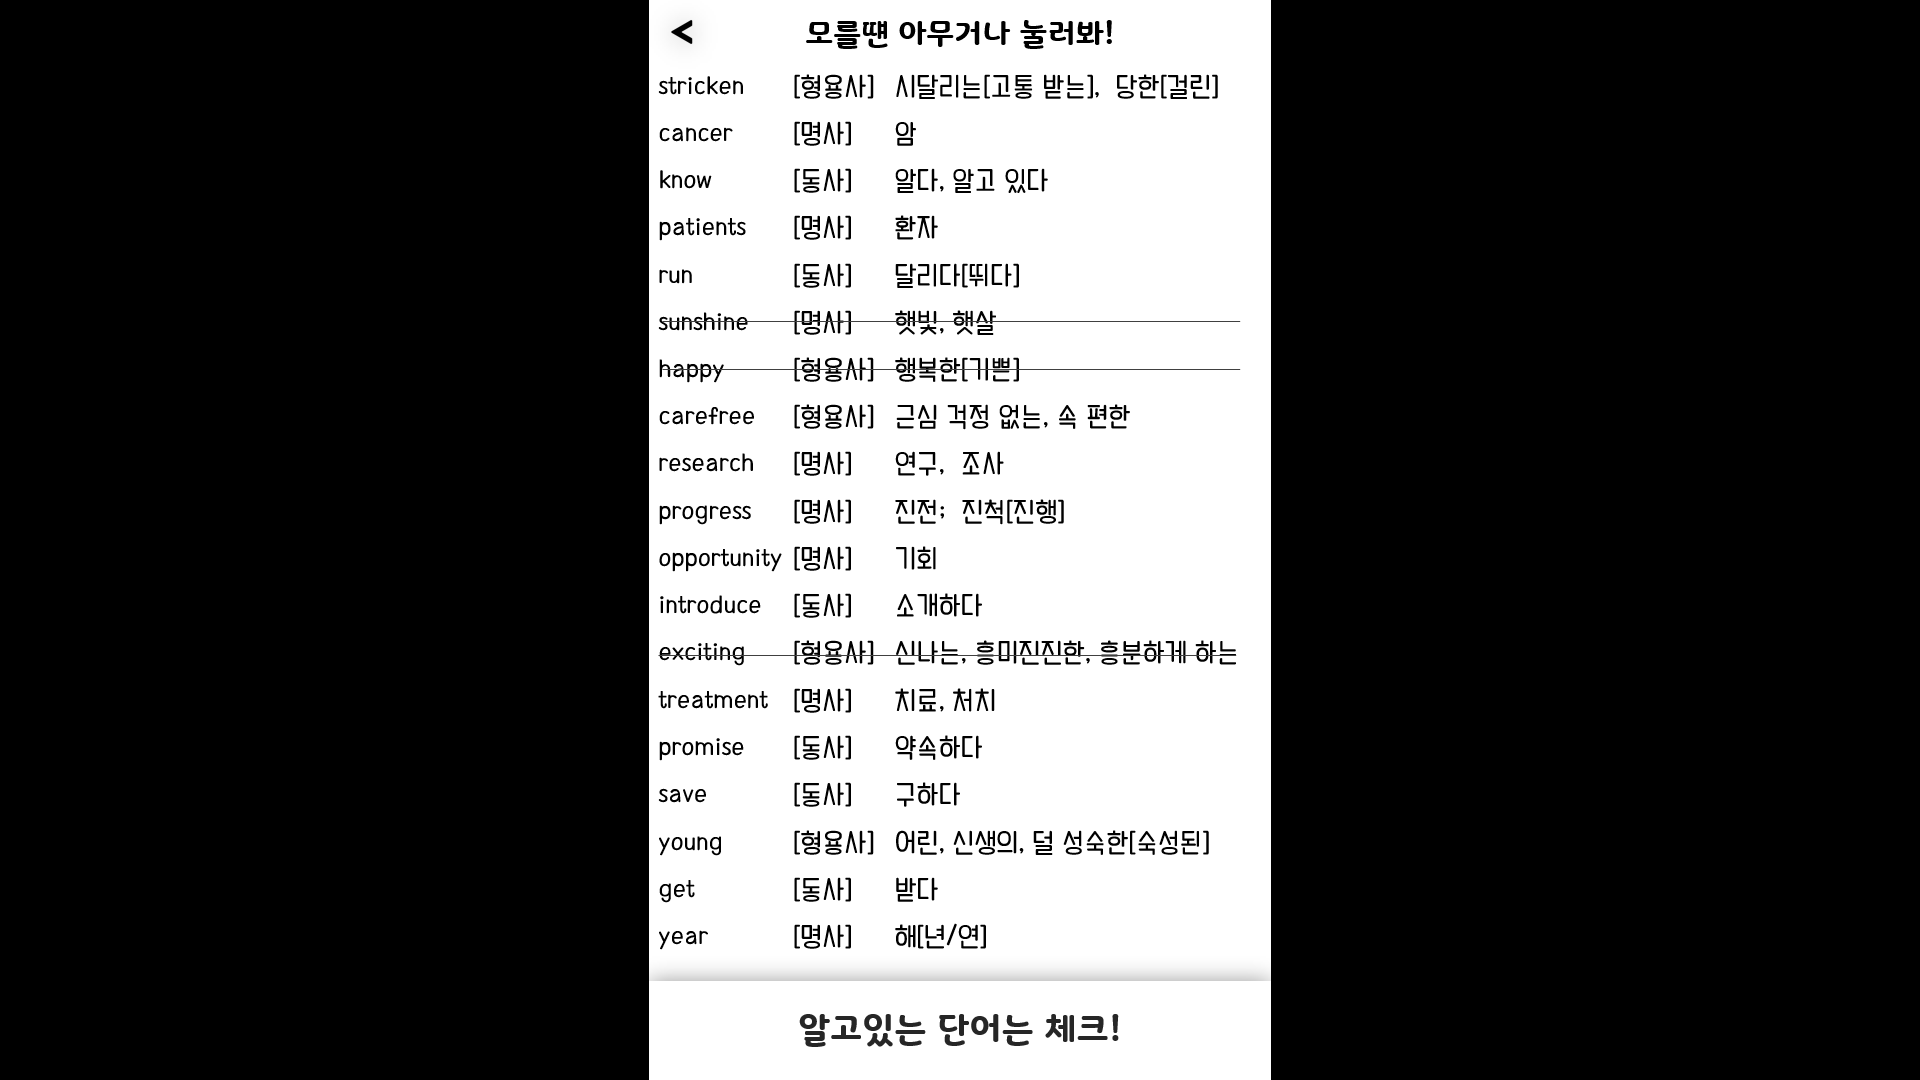 < 모를땐 아무거나 눌러봐!
stricken [형용사] 시달리는[고통 받는], 당한[걸린]
cancer [명사] 암
know [동사] 알다, 알고 있다
patients [명사] 환자
run [동사] 달리다[뛰다]
sunshine [명사] 햇빛, 햇살
happy [형용사] 행복한[기쁜]
carefree [형용사] 근심 걱정 없는, 속 편한
research [명사] 연구, 조사
progress [명사] 진전; 진척[진행]
opportunity [명사] 기회
introduce [동사] 소개하다
exciting [형용사] 신나는, 흥미진진한, 흥분하게 하는
treatment [명사] 치료, 처치
promise [동사] 약속하다
save [동사] 구하다
young [형용사] 어린, 신생의, 덜 성숙한[숙성된]
get [동사] 받다
year [명사] 해[년/연]
알고있는 단어는 체크!